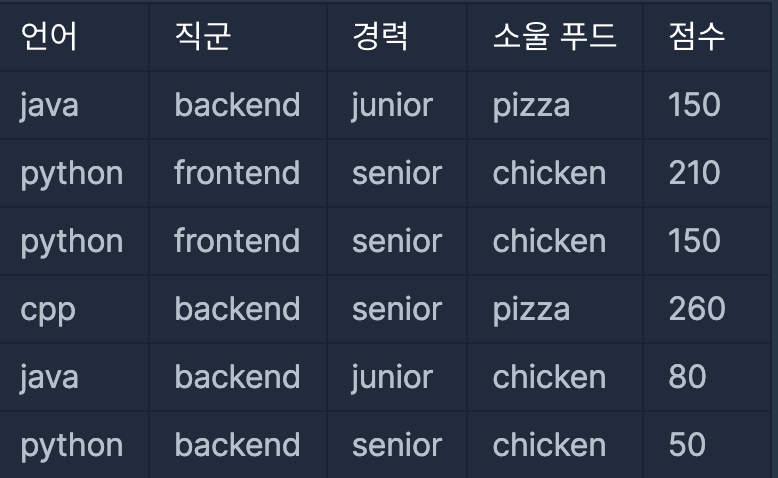 언어 직군 경력 소울 푸드 점수
java backend junior pizza 150
python frontend senior chicken 210
python frontend senior chicken 150
cpp backend senior pizza 260
java backend junior chicken 80
python backend senior chicken 50